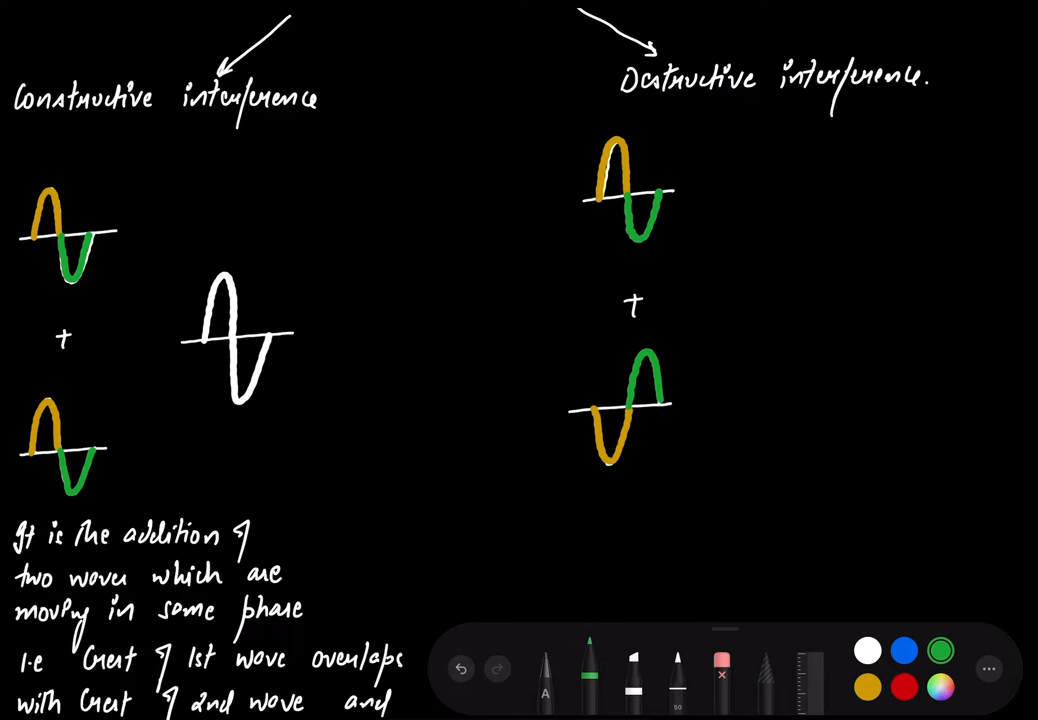 Constructive interference
Destructive interference.
+
+
It is the addition of
two waves which are
moving in same phase
i.e Crest of 1st wave overlaps
with Crest of 2nd wave and
A
50